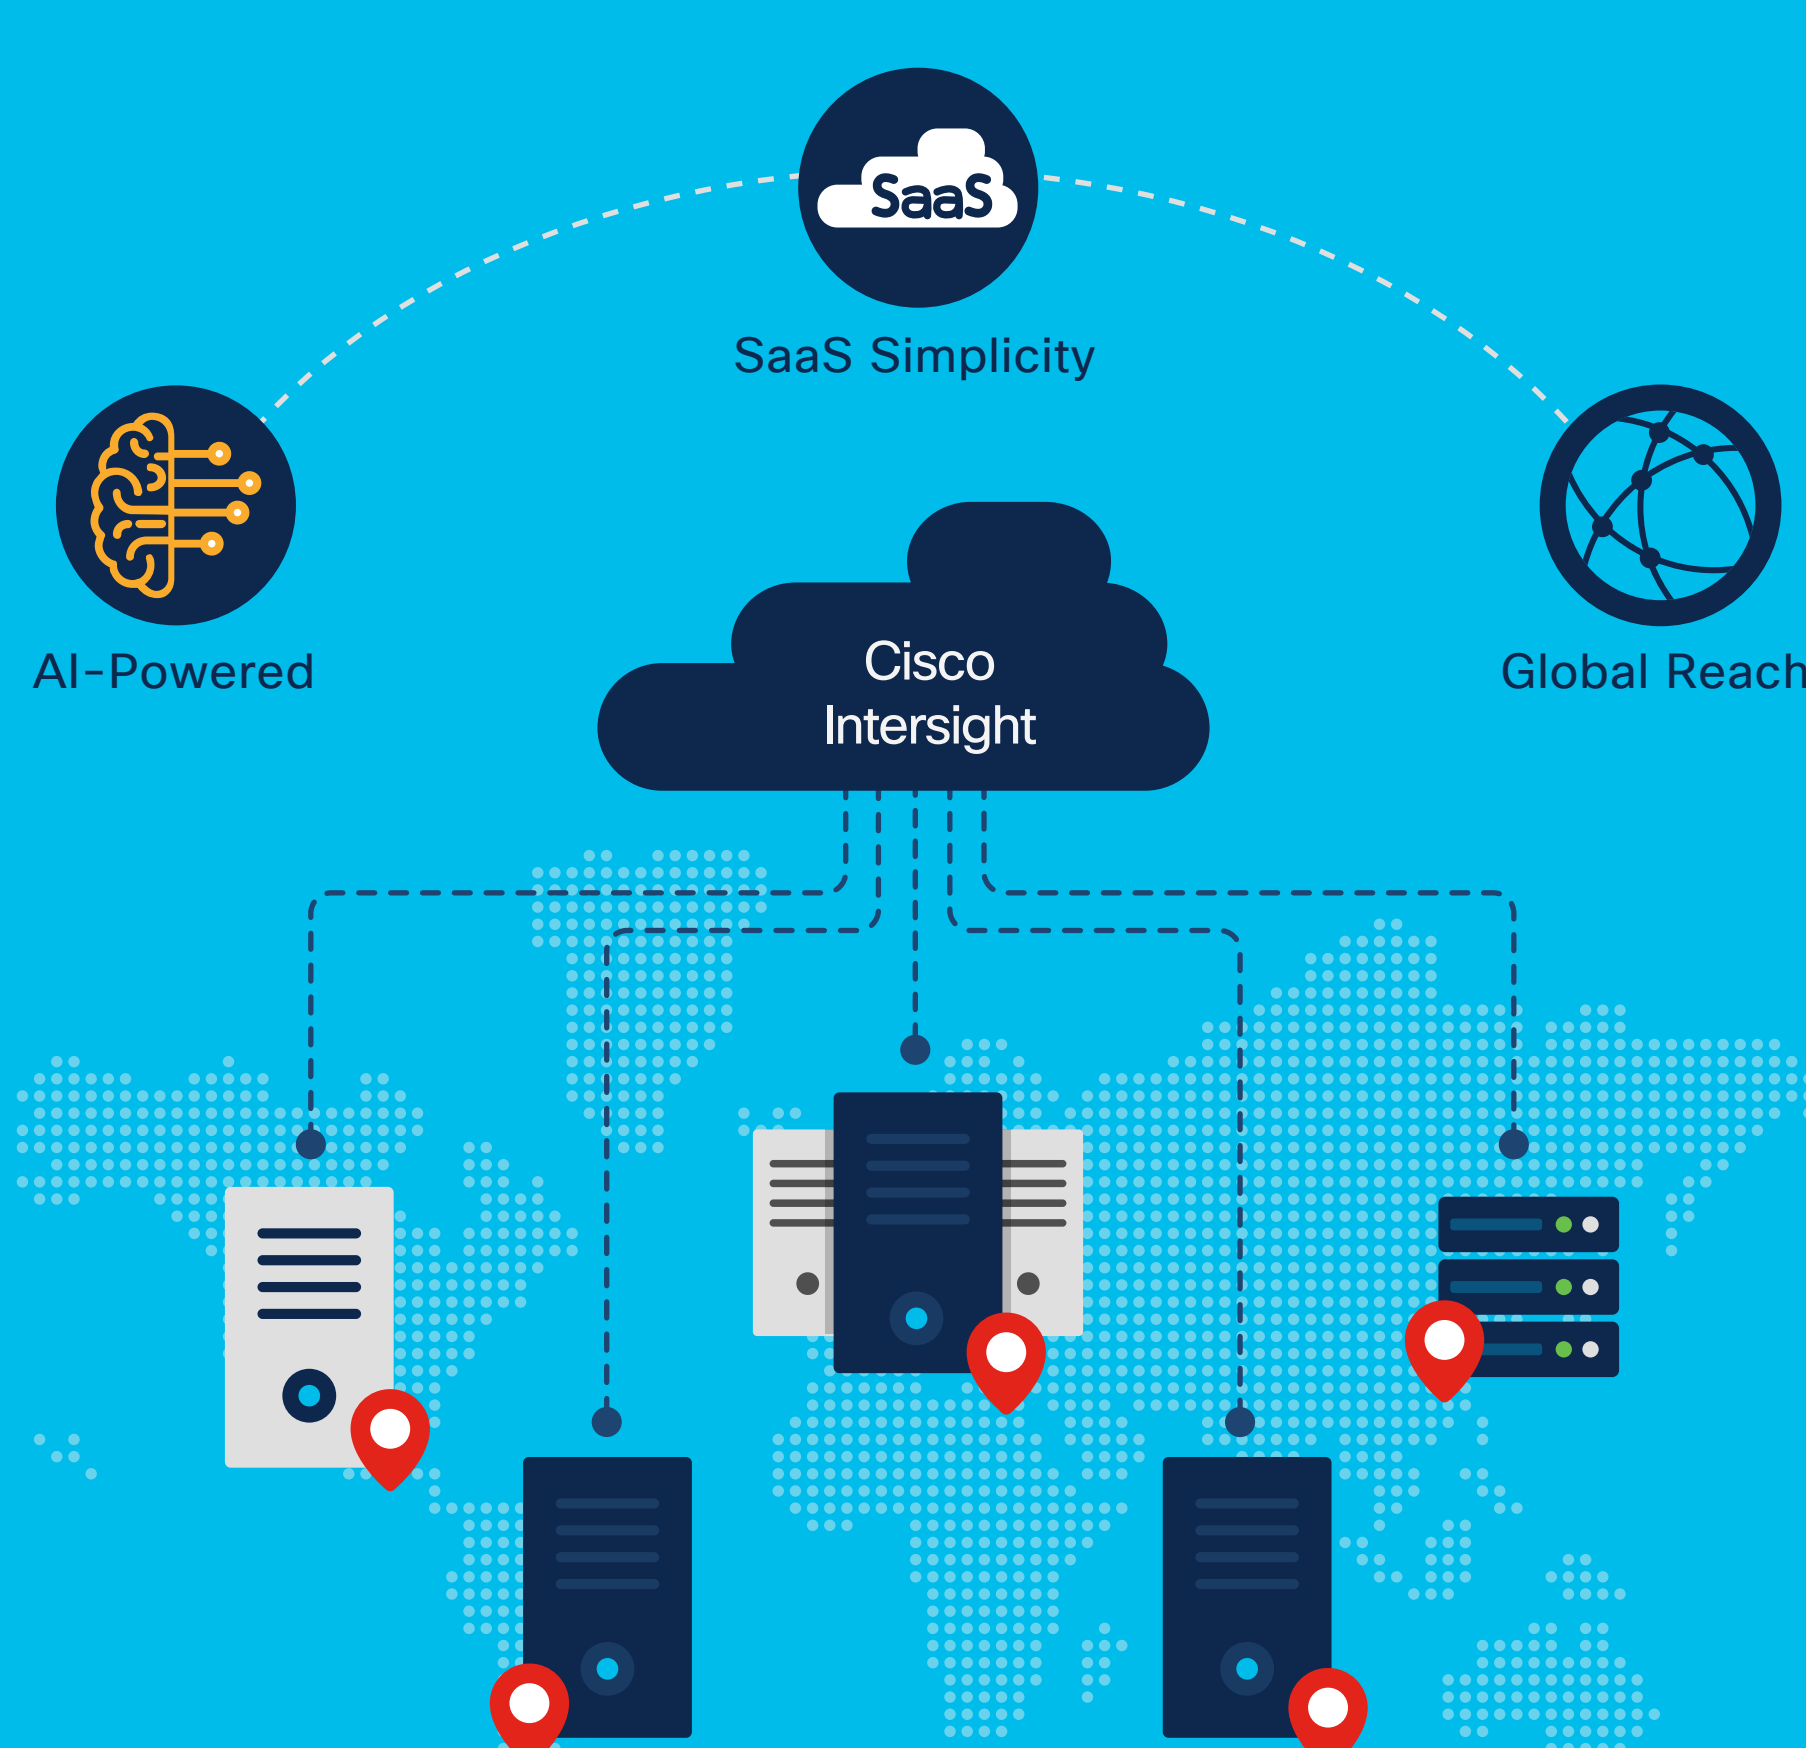 SaaS
SaaS Simplicity
AI-Powered
Global Reach
Cisco
Intersight